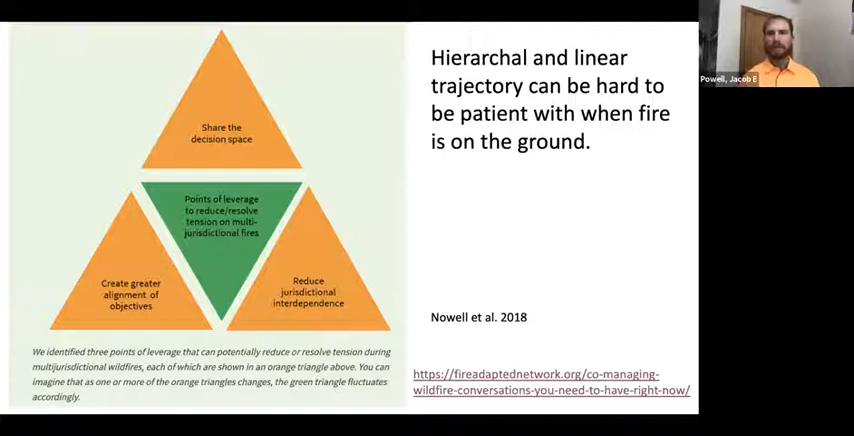 Share the
decision space
Points of leverage
to reduce/resolve
tension on multi-
jurisdictional fires
Create greater
alignment of
objectives
Reduce
jurisdictional
interdependence
We identified three points of leverage that can potentially reduce or resolve tension during
multijurisdictional wildfires, each of which are shown in an orange triangle above. You can
imagine that as one or more of the orange triangles changes, the green triangle fluctuates
accordingly.
Hierarchal and linear
trajectory can be hard to
be patient with when fire
is on the ground.
Nowell et al. 2018
https://fireadaptednetwork.org/co-managing-
wildfire-conversations-you-need-to-have-right-now/
Powell, Jacob E